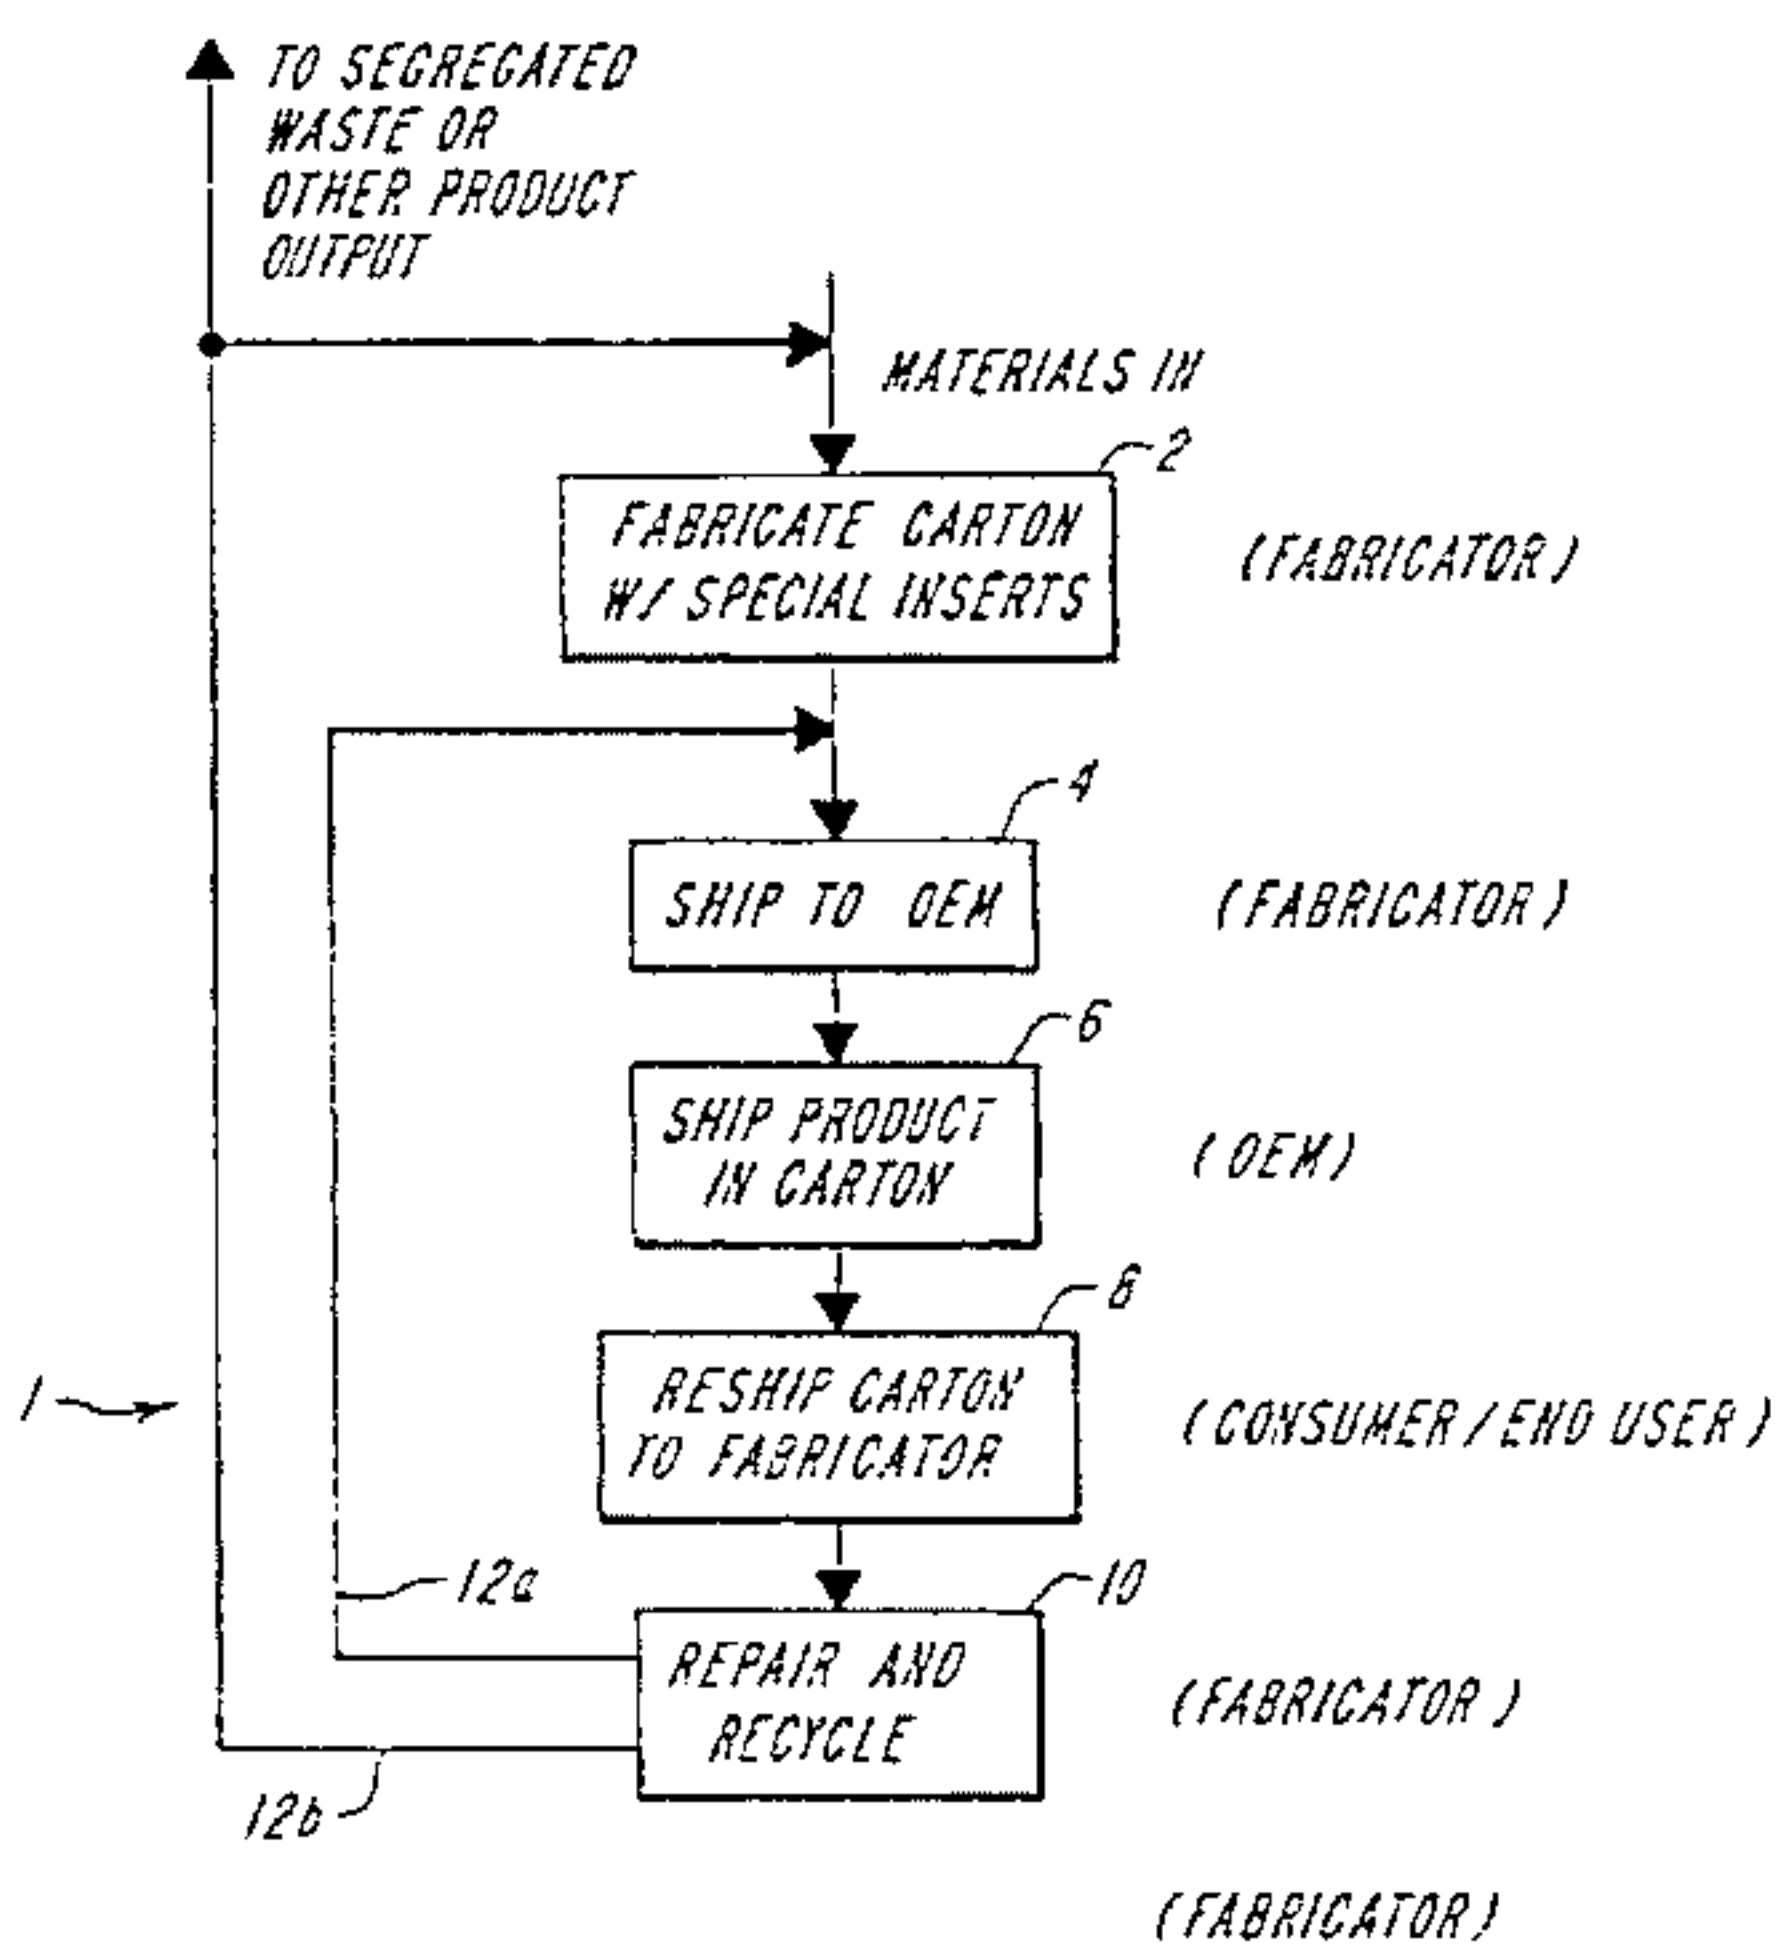 TO SEGREGATED
WASTE OR
OTHER PRODUCT
OUTPUT
MATERIALS IN
2
FABRICATE CARTON
W/ SPECIAL INSERTS
(FABRICATOR)
4
SHIP TO OEM
(FABRICATOR)
6
SHIP PRODUCT
IN CARTON
(OEM)
8
RESHIP CARTON
TO FABRICATOR
(CONSUMER/END USER)
1
12a
10
REPAIR AND
RECYCLE
(FABRICATOR)
12b
(FABRICATOR)